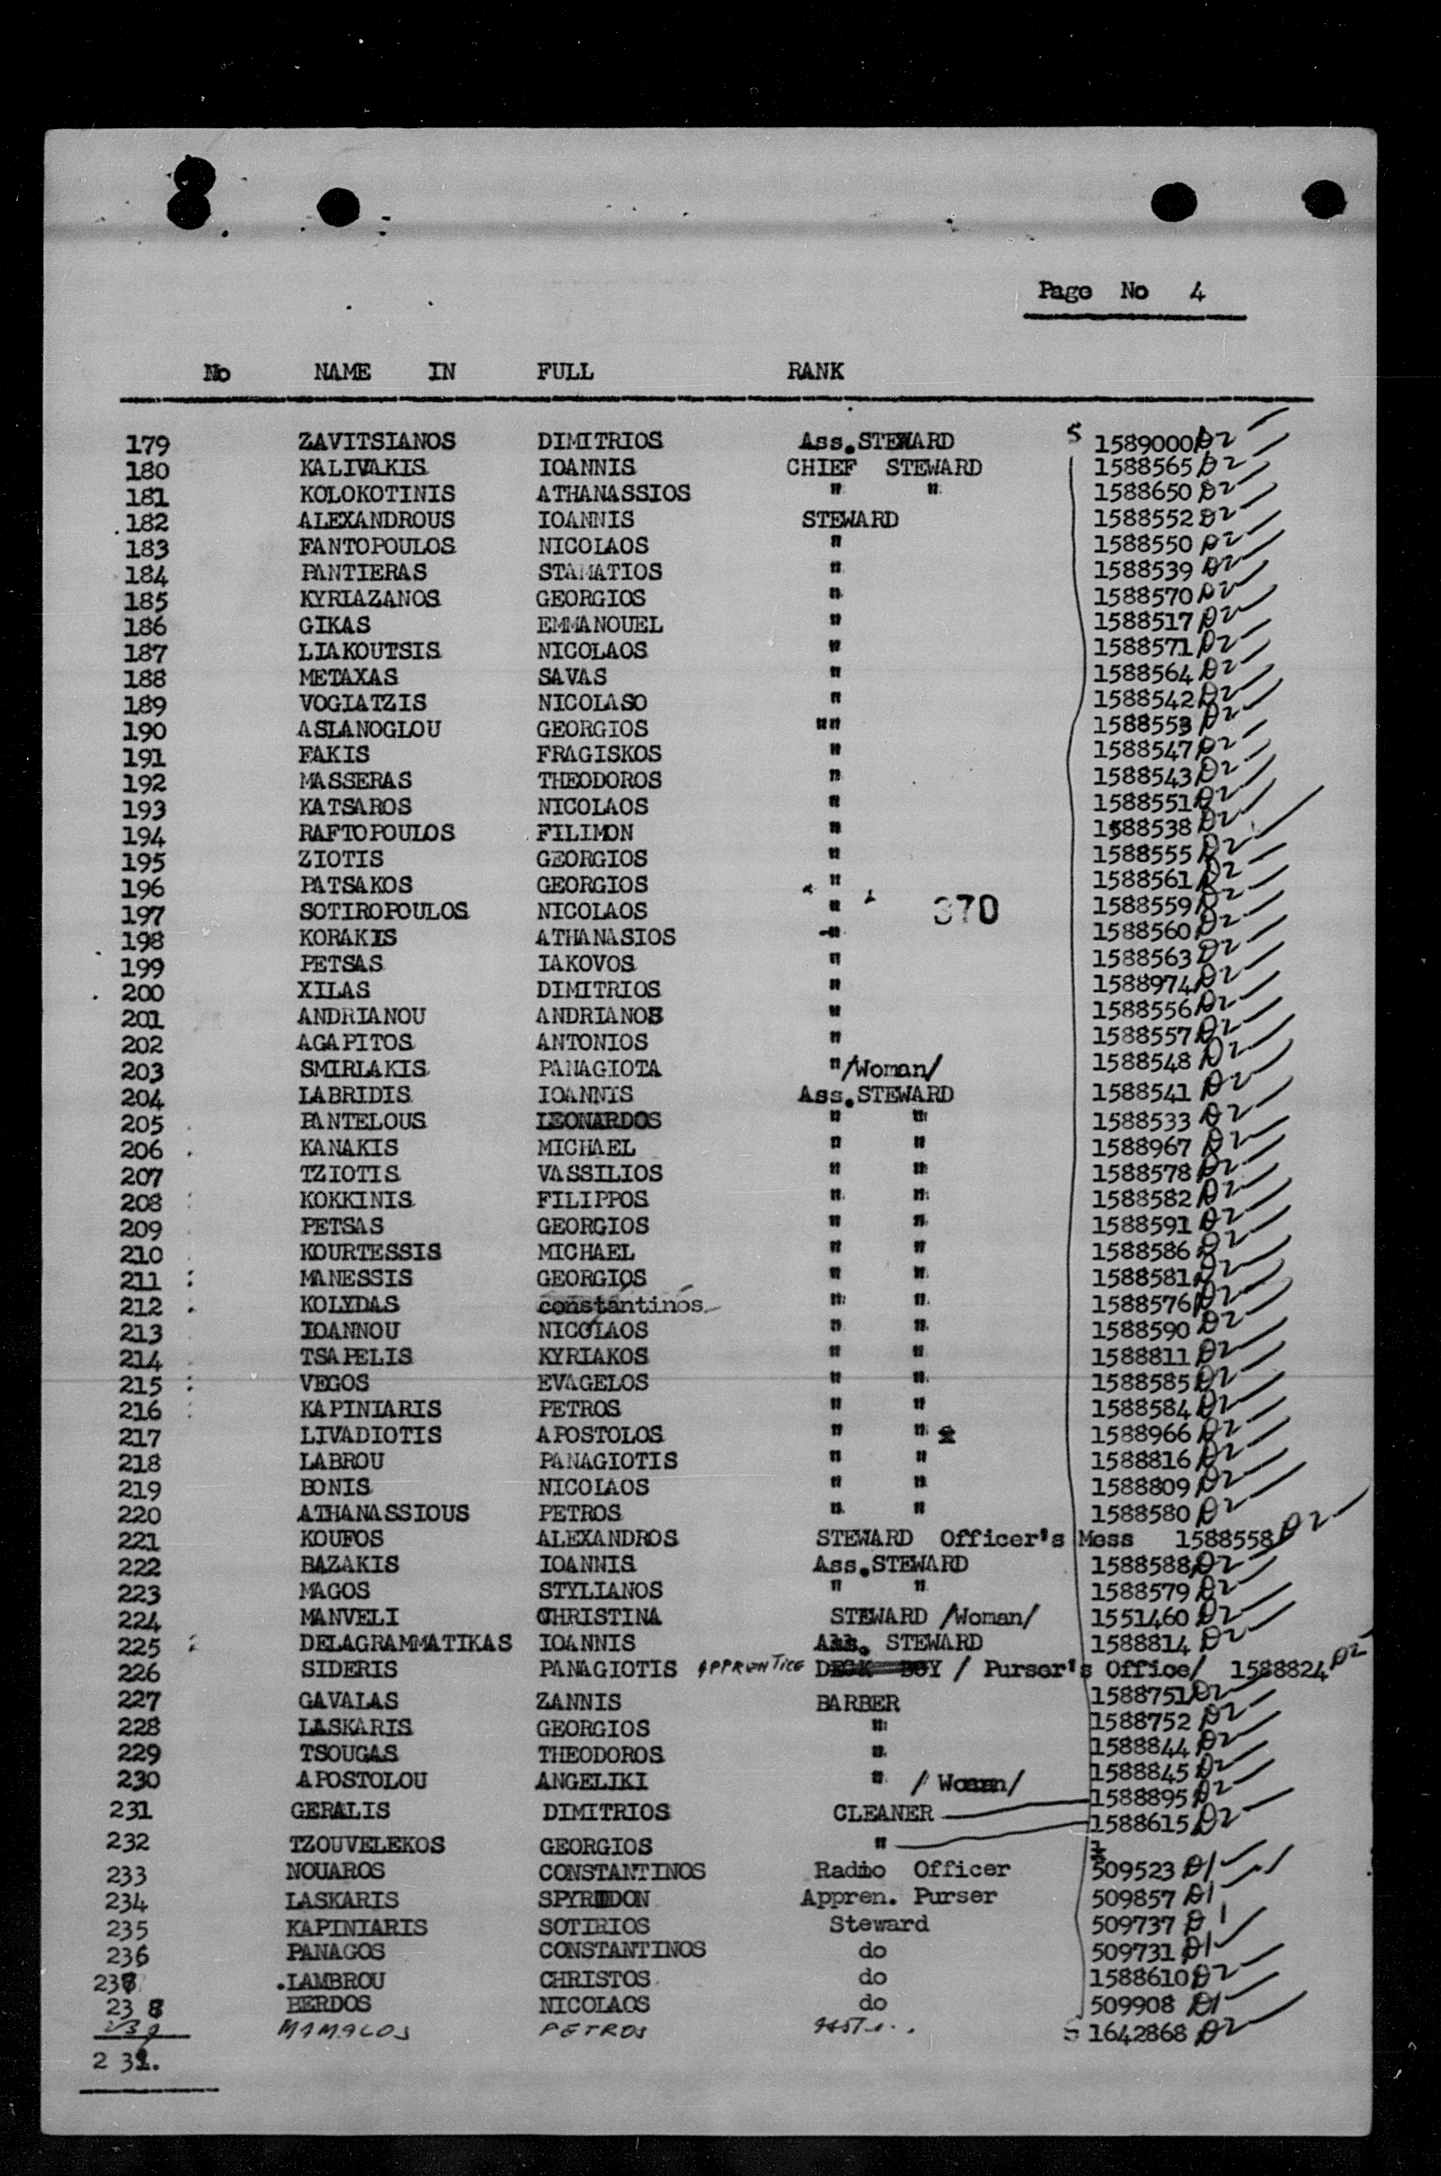 Page No 4
No NAME IN FULL RANK
179 ZAVITSIANOS DIMITRIOS Ass.STEWARD S 1589000 D2
180 KALIVAKIS IOANNIS CHIEF STEWARD 1588565 D2
181 KOLOKOTINIS ATHANASSIOS " " 1588650 D2
182 ALEXANDROUS IOANNIS STEWARD 1588552 D2
183 FANTOPOULOS NICOLAOS " 1588550 D2
184 PANTIERAS STAMATIOS " 1588539 D2
185 KYRIAZANOS GEORGIOS " 1588570 D2
186 GIKAS EMMANOUEL " 1588517 D2
187 LIAKOUTSIS NICOLAOS " 1588571 D2
188 METAXAS SAVAS " 1588564 D2
189 VOGIATZIS NICOLASO " 1588542 D2
190 ASLANOGLOU GEORGIOS "" 1588553 D2
191 FAKIS FRAGISKOS " 1588547 D2
192 MASSERAS THEODOROS " 1588543 D2
193 KATSAROS NICOLAOS " 1588551 D2
194 RAFTOPOULOS FILIMON " 1588538 D2
195 ZIOTIS GEORGIOS " 1588555 D2
196 PATSAKOS GEORGIOS " 1588561 D2
197 SOTIROPOULOS NICOLAOS " 370 1588559 D2
198 KORAKIS ATHANASIOS " 1588560 D2
199 PETSAS IAKOVOS " 1588563 D2
200 XILAS DIMITRIOS " 1588974 D2
201 ANDRIANOU ANDRIANOS " 1588556 D2
202 AGAPITOS ANTONIOS " 1588557 D2
203 SMIRLAKIS PANAGIOTA " /Woman/ 1588548 D2
204 LABRIDIS IOANNIS Ass.STEWARD 1588541 D2
205 PANTELOUS LEONARDOS " " 1588533 D2
206 KANAKIS MICHAEL " " 1588967 D2
207 TZIOTIS VASSILIOS " " 1588578 D2
208 KOKKINIS FILIPPOS " " 1588582 D2
209 PETSAS GEORGIOS " " 1588591 D2
210 KOURTESSIS MICHAEL " " 1588586 D2
211 MANESSIS GEORGIOS " " 1588581 D2
212 KOLYDAS constantinos " " 1588576 D2
213 IOANNOU NICOLAOS " " 1588590 D2
214 TSAPELIS KYRIAKOS " " 1588811 D2
215 VEGOS EVAGELOS " " 1588585 D2
216 KAPINIARIS PETROS " " 1588584 D2
217 LIVADIOTIS APOSTOLOS " " 1588966 D2
218 LABROU PANAGIOTIS " " 1588816 D2
219 BONIS NICOLAOS " " 1588809 D2
220 ATHANASSIOUS PETROS " " 1588580 D2
221 KOUFOS ALEXANDROS STEWARD Officer's Mess 1588558 D2
222 BAZAKIS IOANNIS Ass.STEWARD 1588588 D2
223 MAGOS STYLIANOS " " 1588579 D2
224 MANVELI CHRISTINA STEWARD /Woman/ 1551460 D2
225 DELAGRAMMATIKAS IOANNIS Ass. STEWARD 1588814 D2
226 SIDERIS PANAGIOTIS APPRENTICE DECK BOY / Purser's Office/ 1588824 D2
227 GAVALAS ZANNIS BARBER 1588751 D2
228 LASKARIS GEORGIOS " 1588752 D2
229 TSOUGAS THEODOROS " 1588844 D2
230 APOSTOLOU ANGELIKI " / Woman/ 1588845 D2
231 GERALIS DIMITRIOS CLEANER 1588895 D2
232 TZOUVELEKOS GEORGIOS " 1588615 D2
233 NOUAROS CONSTANTINOS Radio Officer 509523 D1
234 LASKARIS SPYRIDON Appren. Purser 509857 D1
235 KAPINIARIS SOTIRIOS Steward 509737 D1
236 PANAGOS CONSTANTINOS do 509731 D1
237 .LAMBROU CHRISTOS do 1588610 D2
238 BERDOS NICOLAOS do 509908 D1
239 MAMALOS PETROS S 1642868 D2
239.